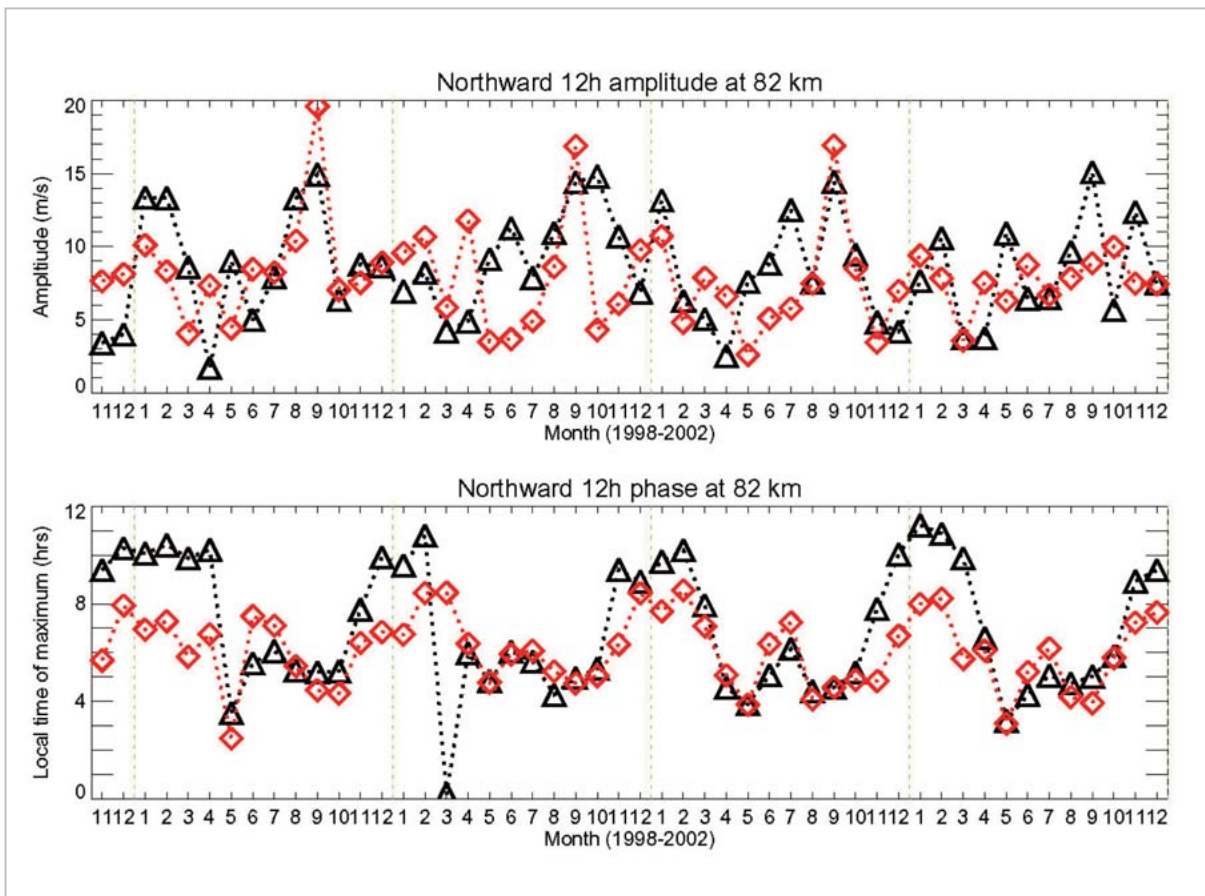 Northward 12h amplitude at 82 km
20
15
10
5
0
Ampltiude (m/s)
11 12 1 2 3 4 5 6 7 8 9 10 11 12 1 2 3 4 5 6 7 8 9 10 11 12 1 2 3 4 5 6 7 8 9 10 11 12 1 2 3 4 5 6 7 8 9 10 11 12
Month (1998-2002)
Northward 12h phase at 82 km
12
8
4
0
Local time of maximum (hrs)
11 12 1 2 3 4 5 6 7 8 9 10 11 12 1 2 3 4 5 6 7 8 9 10 11 12 1 2 3 4 5 6 7 8 9 10 11 12 1 2 3 4 5 6 7 8 9 10 11 12
Month (1998-2002)